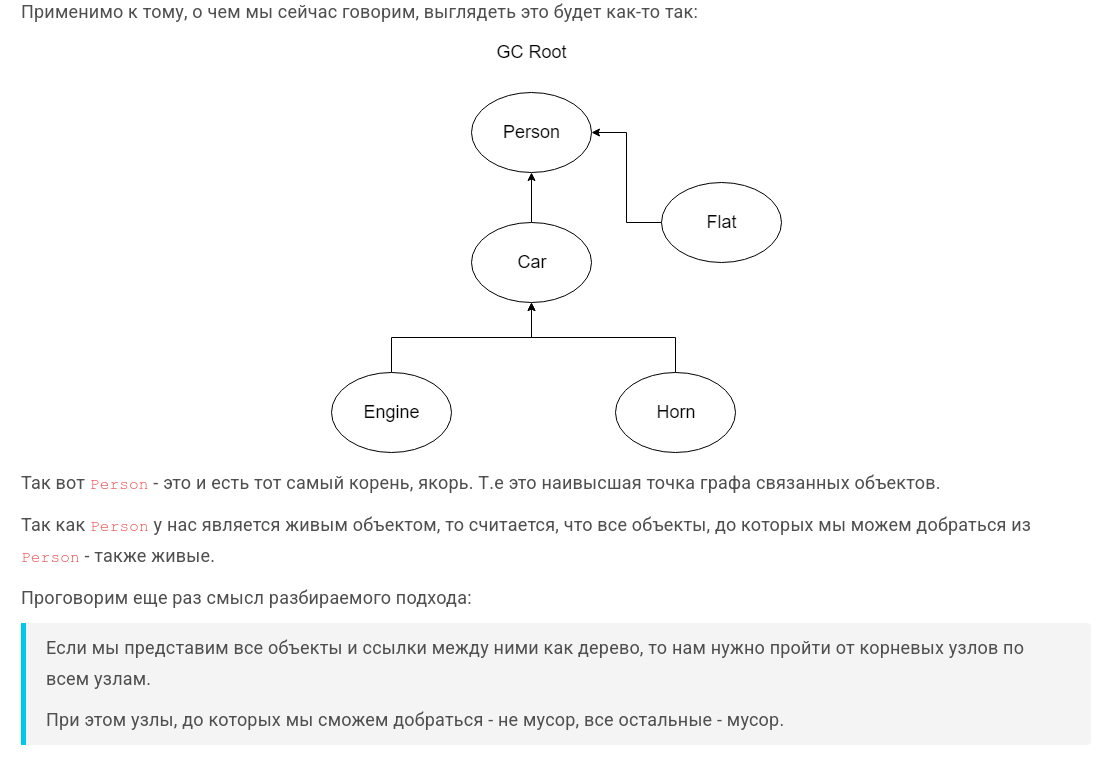 Применимо к тому, о чем мы сейчас говорим, выглядеть это будет как-то так:
GC Root
Person
Flat
Car
Engine
Horn
Так вот Person - это и есть тот самый корень, якорь. Т.е это наивысшая точка графа связанных объектов.
Так как Person у нас является живым объектом, то считается, что все объекты, до которых мы можем добраться из
Person - также живые.
Проговорим еще раз смысл разбираемого подхода:
Если мы представим все объекты и ссылки между ними как дерево, то нам нужно пройти от корневых узлов по
всем узлам.
При этом узлы, до которых мы сможем добраться - не мусор, все остальные - мусор.